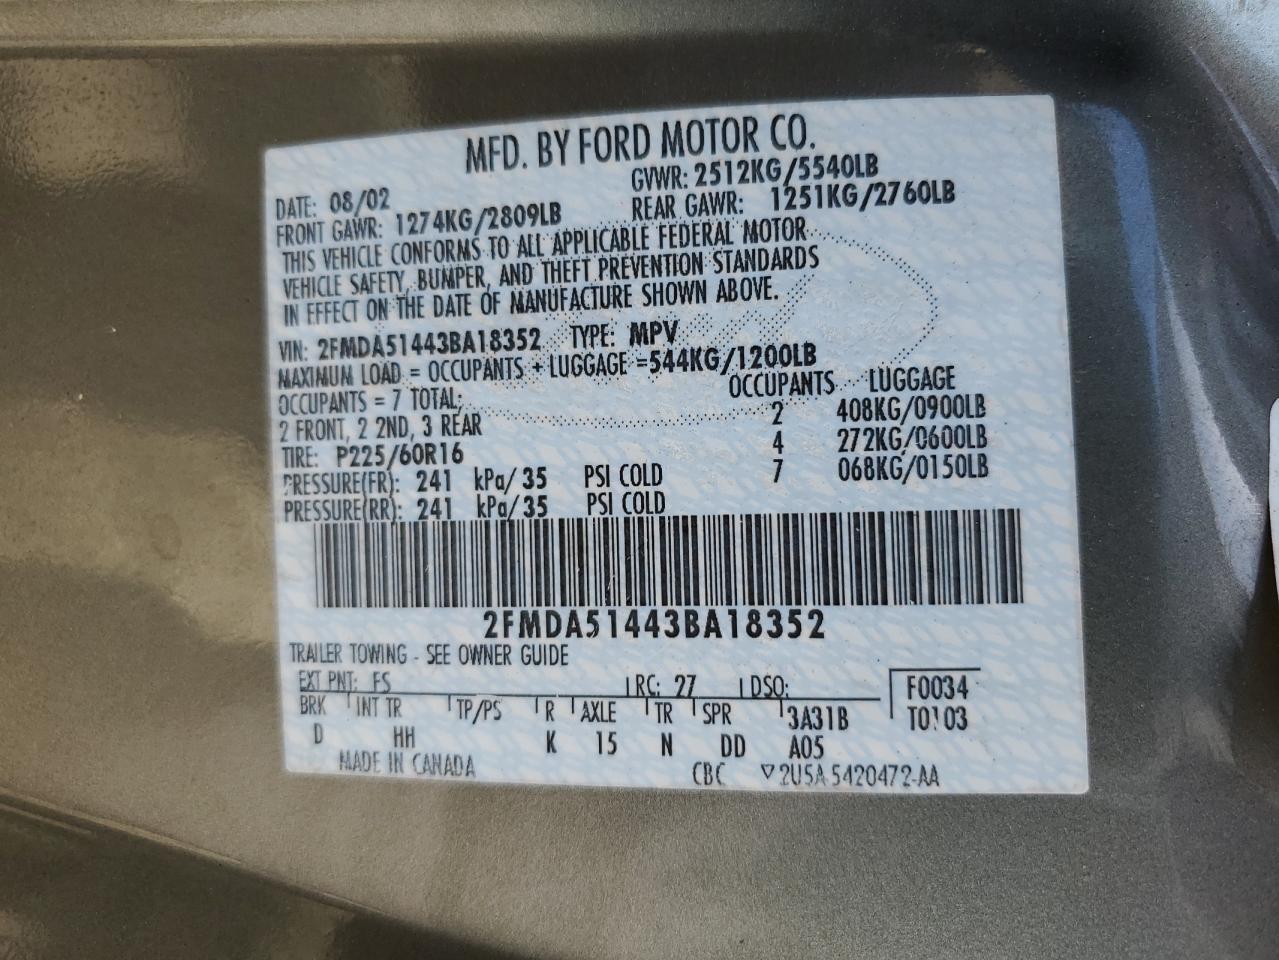 MFD. BY FORD MOTOR CO.
DATE: 08/02 GVWR: 2512KG/5540LB
FRONT GAWR: 1274KG/2809LB REAR GAWR: 1251KG/2760LB
THIS VEHICLE CONFORMS TO ALL APPLICABLE FEDERAL MOTOR
VEHICLE SAFETY, BUMPER, AND THEFT PREVENTION STANDARDS
IN EFFECT ON THE DATE OF MANUFACTURE SHOWN ABOVE.
VIN: 2FMDA51443BA18352 TYPE: MPV
MAXIMUM LOAD = OCCUPANTS + LUGGAGE =544KG/1200LB
OCCUPANTS = 7 TOTAL; OCCUPANTS LUGGAGE
2 FRONT, 2 2ND, 3 REAR 2 408KG/0900LB
TIRE: P225/60R16 4 272KG/0600LB
PRESSURE(FR): 241 kPa/35 PSI COLD 7 068KG/0150LB
PRESSURE(RR): 241 kPa/35 PSI COLD
2FMDA51443BA18352
TRAILER TOWING - SEE OWNER GUIDE
EXT PNT: FS RC: 27 DSO: F0034
BRK INT TR TP/PS R AXLE TR SPR 3A31B T0103
D HH K 15 N DD A05
MADE IN CANADA CBC ▽2U5A 5420472-AA